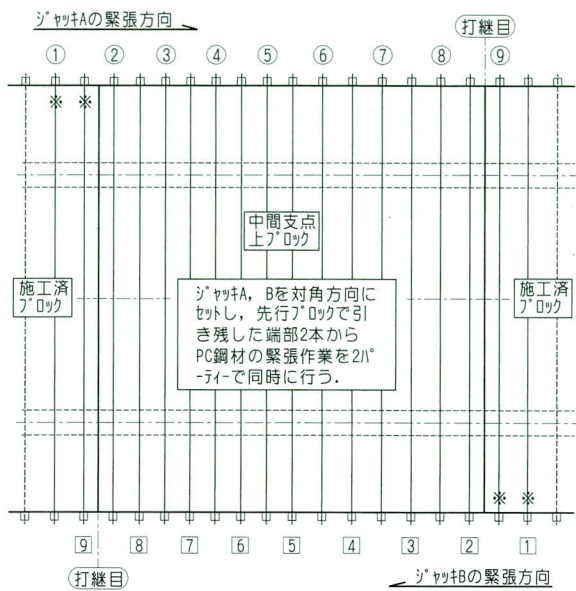 ジャッキAの緊張方向
打継目
① ② ③ ④ ⑤ ⑥ ⑦ ⑧ ⑨
※ ※
中間支点
上ブロック
施工済
ブロック
施工済
ブロック
ジャッキA，Bを対角方向に
セットし，先行ブロックで引
き残した端部2本から
PC鋼材の緊張作業を2パ
ーティーで同時に行う．
※ ※
9 8 7 6 5 4 3 2 1
打継目
ジャッキBの緊張方向